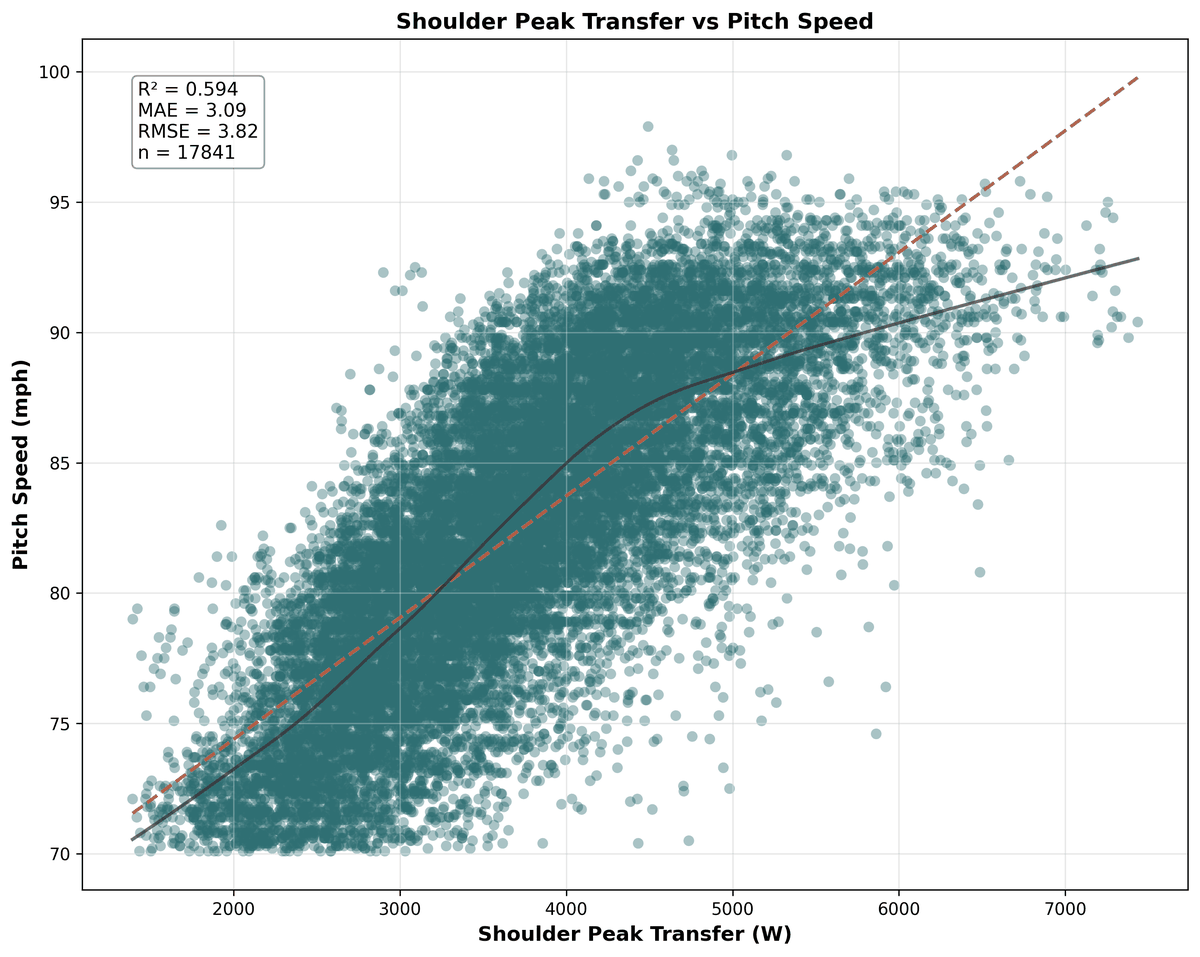 Shoulder Peak Transfer vs Pitch Speed
R² = 0.594
MAE = 3.09
RMSE = 3.82
n = 17841
Pitch Speed (mph)
100
95
90
85
80
75
70
2000 3000 4000 5000 6000 7000
Shoulder Peak Transfer (W)